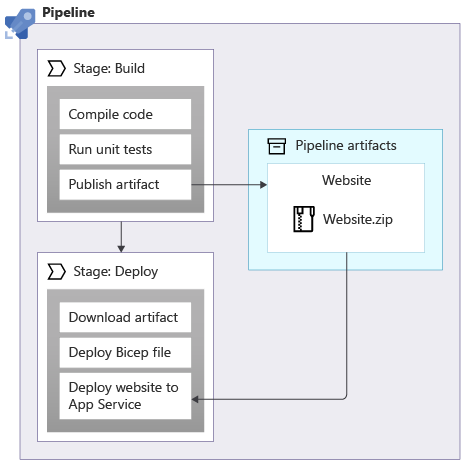 Pipeline
Stage: Build
Compile code
Run unit tests
Publish artifact
Pipeline artifacts
Website
Website.zip
Stage: Deploy
Download artifact
Deploy Bicep file
Deploy website to
App Service